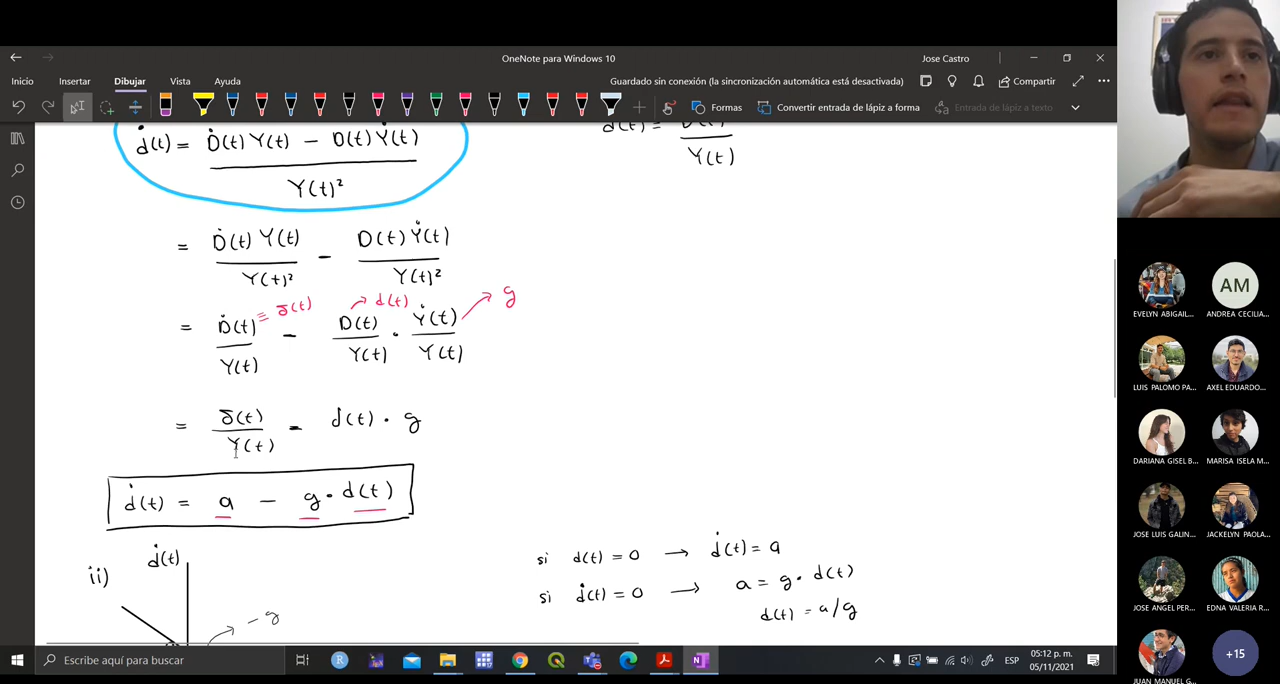 OneNote para Windows 10
Jose Castro
Inicio Insertar Dibujar Vista Ayuda
Guardado sin conexión (la sincronización automática está desactivada)
Compartir
Formas
Convertir entrada de lápiz a forma
Entrada de lápiz a texto
ḋ(t) = Ḋ(t) Y(t) − D(t) Ẏ(t)
Y(t)²
d(t) =
Y(t)
= Ḋ(t) Y(t) − D(t) Ẏ(t)
Y(t)² Y(t)²
≡ δ(t) → d(t) → g
= Ḋ(t) − D(t) · Ẏ(t)
Y(t) Y(t) Y(t)
= δ(t) − d(t) · g
Y(t)
ḋ(t) = a − g · d(t)
ii) ḋ(t)
→ − g
si d(t) = 0 → ḋ(t) = a
si ḋ(t) = 0 → a = g · d(t)
d(t) = a/g
EVELYN ABIGAIL...
AM
ANDREA CECILIA...
LUIS PALOMO PA...
AXEL EDUARDO...
DARIANA GISEL B...
MARISA ISELA M...
JOSE LUIS GALIN...
JACKELYN PAOLA...
JOSE ANGEL PER...
EDNA VALERIA R...
JUAN MANUEL G...
+15
Escribe aquí para buscar
ESP
05:12 p. m.
05/11/2021